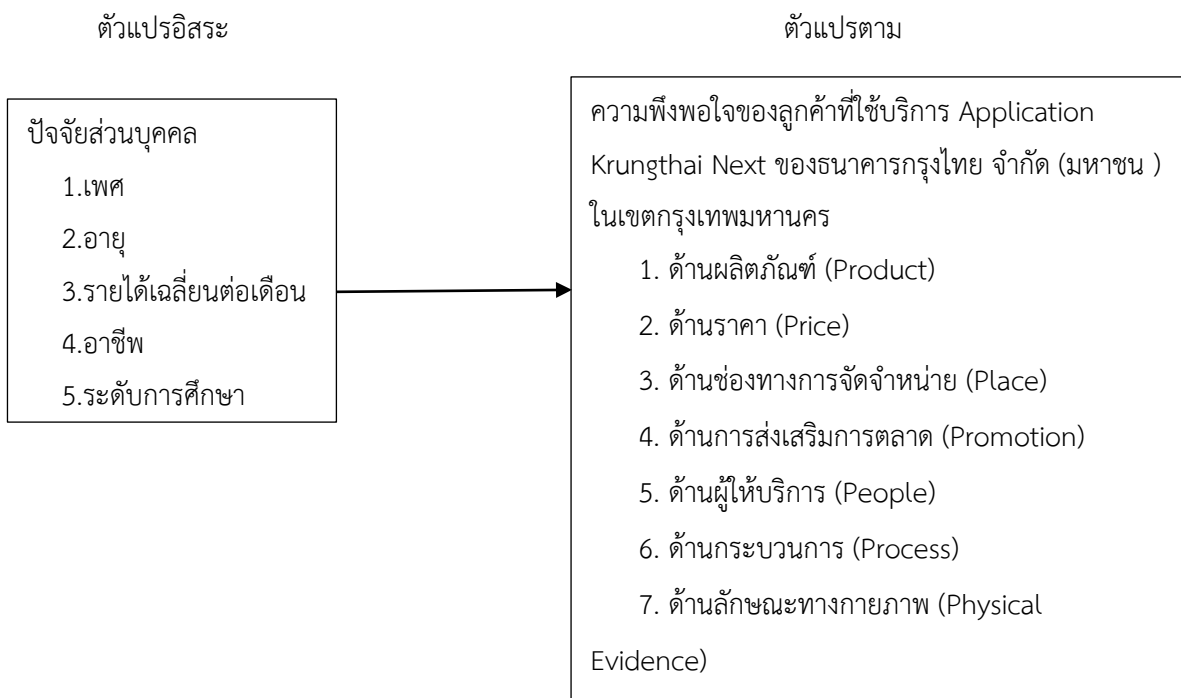 ตัวแปรอิสระ
ตัวแปรตาม
ปัจจัยส่วนบุคคล
1.เพศ
2.อายุ
3.รายได้เฉลี่ยนต่อเดือน
4.อาชีพ
5.ระดับการศึกษา
ความพึงพอใจของลูกค้าที่ใช้บริการ Application
Krungthai Next ของธนาคารกรุงไทย จำกัด (มหาชน )
ในเขตกรุงเทพมหานคร
1. ด้านผลิตภัณฑ์ (Product)
2. ด้านราคา (Price)
3. ด้านช่องทางการจัดจำหน่าย (Place)
4. ด้านการส่งเสริมการตลาด (Promotion)
5. ด้านผู้ให้บริการ (People)
6. ด้านกระบวนการ (Process)
7. ด้านลักษณะทางกายภาพ (Physical
Evidence)